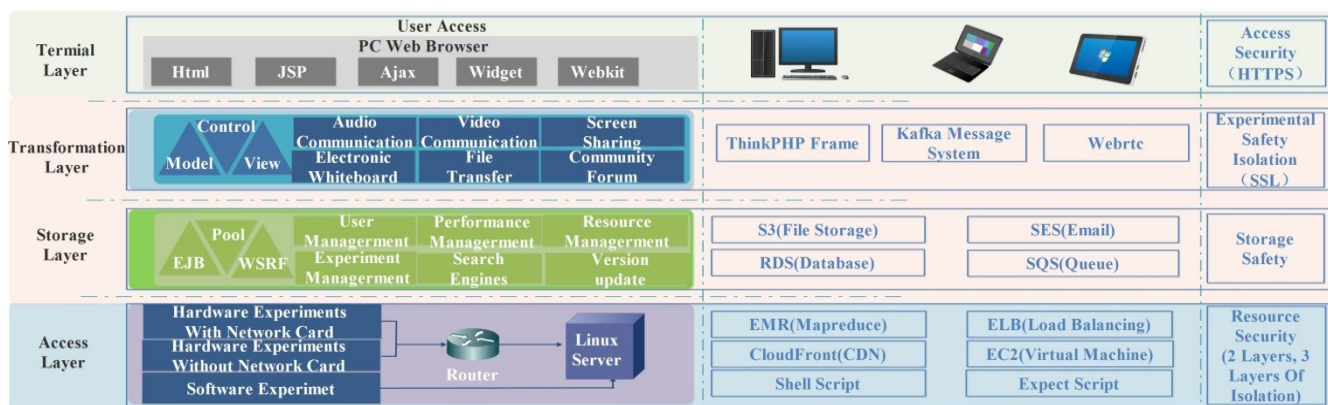 Termial
Layer
User Access
PC Web Browser
Html
JSP
Ajax
Widget
Webkit
Access
Security
(HTTPS)
Transformation
Layer
Control
Model
View
Audio
Communication
Video
Communication
Screen
Sharing
Electronic
Whiteboard
File
Transfer
Community
Forum
ThinkPHP Frame
Kafka Message
System
Webrtc
Experimental
Safety
Isolation
(SSL)
Storage
Layer
Pool
EJB
WSRF
User
Managerment
Performance
Management
Resource
Management
Experiment
Management
Search
Engines
Version
update
S3(File Storage)
SES(Email)
RDS(Database)
SQS(Queue)
Storage
Safety
Access
Layer
Hardware Experiments
With Network Card
Hardware Experiments
Without Network Card
Software Experimet
Router
Linux
Server
EMR(Mapreduce)
ELB(Load Balancing)
CloudFront(CDN)
EC2(Virtual Machine)
Shell Script
Expect Script
Resource
Security
(2 Layers, 3
Layers Of
Isolation)